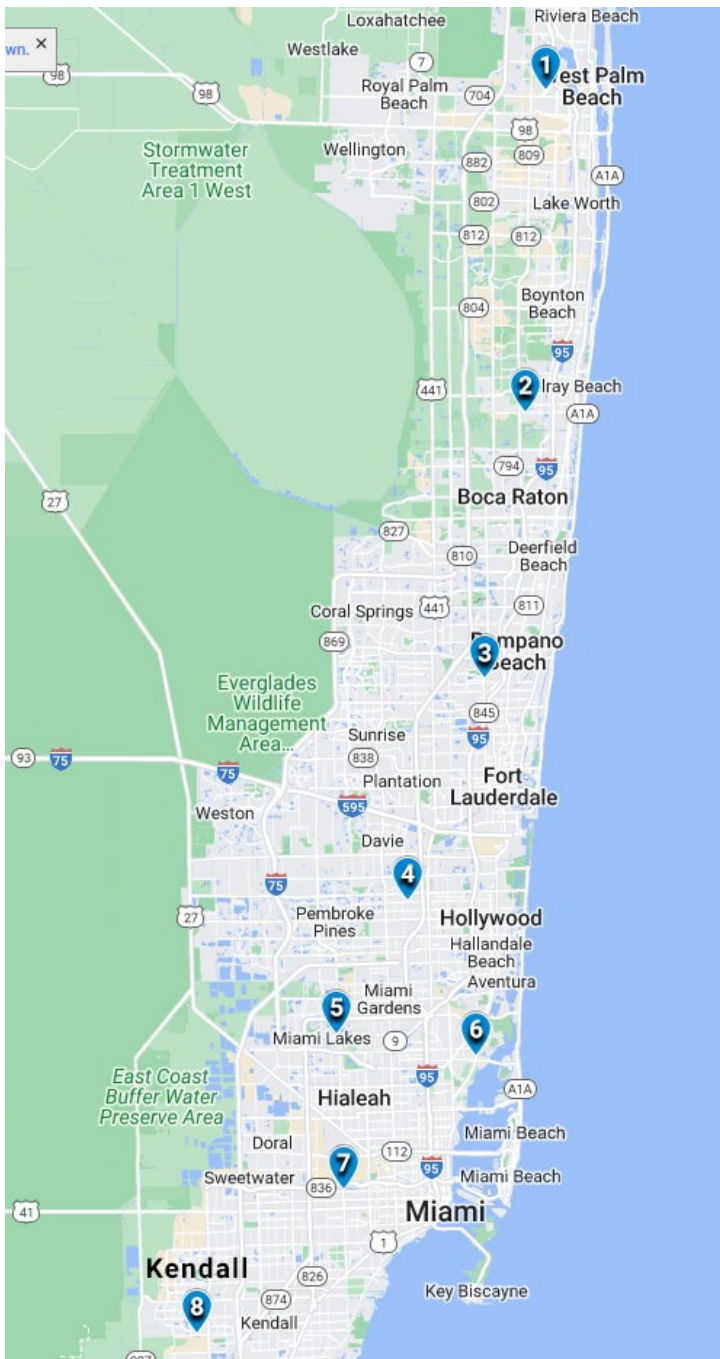 Loxahatchee
Riviera Beach
wn. ×
Westlake
98
7
1
est Palm
Beach
Royal Palm
Beach
704
98
98
Stormwater
Treatment
Area 1 West
Wellington
882
809
A1A
802
Lake Worth
812
812
Boynton
Beach
804
95
441
2
lray Beach
A1A
794
95
27
Boca Raton
827
810
Deerfield
Beach
Coral Springs
441
811
869
3
mpano
Beach
Everglades
Wildlife
Management
Area...
845
Sunrise
95
93
75
838
75
Plantation
Fort
Lauderdale
595
Weston
Davie
75
4
27
Pembroke
Pines
Hollywood
Hallandale
Beach
Aventura
Miami
Gardens
5
6
Miami Lakes
9
East Coast
Buffer Water
Preserve Area
95
Hialeah
A1A
Doral
Miami Beach
112
7
95
Sweetwater
836
Miami Beach
41
Miami
1
Kendall
826
Key Biscayne
874
8
Kendall